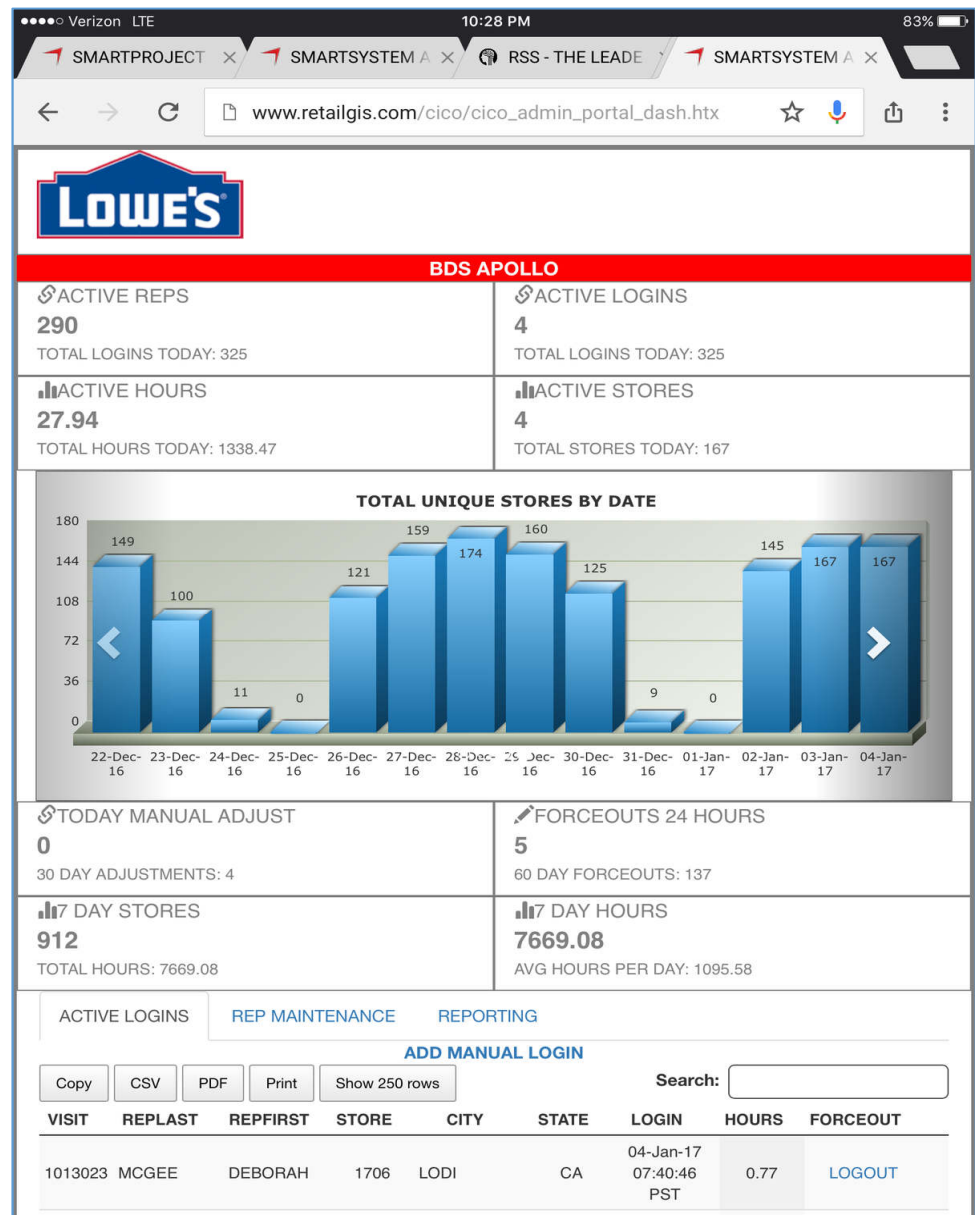 Verizon LTE 10:28 PM 83%
SMARTPROJECT SMARTSYSTEM A RSS - THE LEADE SMARTSYSTEM A
www.retailgis.com/cico/cico_admin_portal_dash.htx
LOWE'S
BDS APOLLO
ACTIVE REPS
290
TOTAL LOGINS TODAY: 325
ACTIVE LOGINS
4
TOTAL LOGINS TODAY: 325
ACTIVE HOURS
27.94
TOTAL HOURS TODAY: 1338.47
ACTIVE STORES
4
TOTAL STORES TODAY: 167
TOTAL UNIQUE STORES BY DATE
180
144
108
72
36
0
149 100 11 0 121 159 174 160 125 9 0 145 167 167
22-Dec- 23-Dec- 24-Dec- 25-Dec- 26-Dec- 27-Dec- 28-Dec- 29 Dec- 30-Dec- 31-Dec- 01-Jan- 02-Jan- 03-Jan- 04-Jan-
16 16 16 16 16 16 16 16 16 16 17 17 17 17
TODAY MANUAL ADJUST
0
30 DAY ADJUSTMENTS: 4
FORCEOUTS 24 HOURS
5
60 DAY FORCEOUTS: 137
7 DAY STORES
912
TOTAL HOURS: 7669.08
7 DAY HOURS
7669.08
AVG HOURS PER DAY: 1095.58
ACTIVE LOGINS REP MAINTENANCE REPORTING
ADD MANUAL LOGIN
Copy CSV PDF Print Show 250 rows Search:
VISIT REPLAST REPFIRST STORE CITY STATE LOGIN HOURS FORCEOUT
1013023 MCGEE DEBORAH 1706 LODI CA 04-Jan-17 0.77 LOGOUT
07:40:46
PST